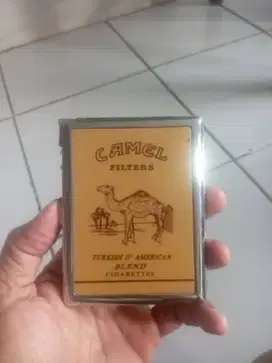 CAMEL
FILTERS
TURKISH & AMERICAN
BLEND
CIGARETTES